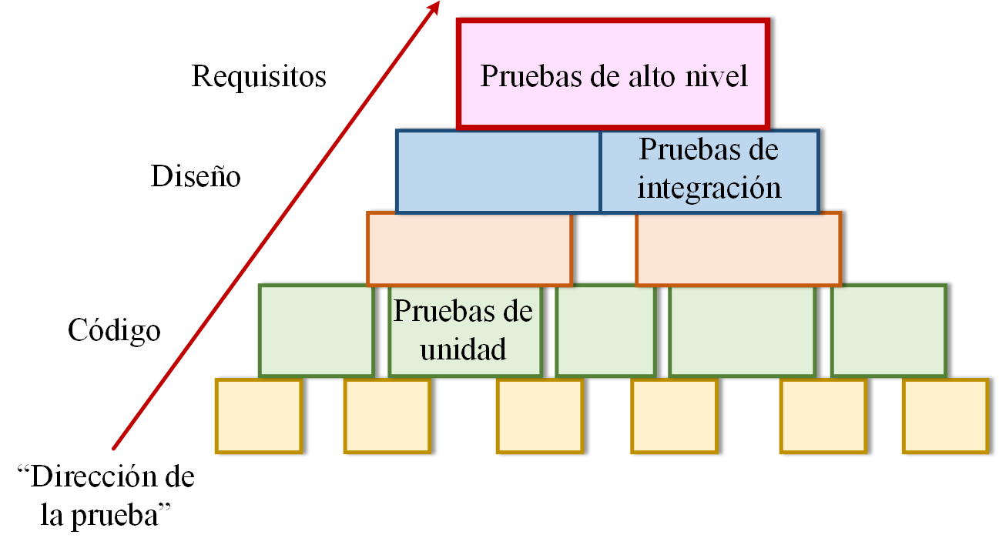 Requisitos
Pruebas de alto nivel
Diseño
Pruebas de
integración
Código
Pruebas de
unidad
“Dirección de
la prueba”